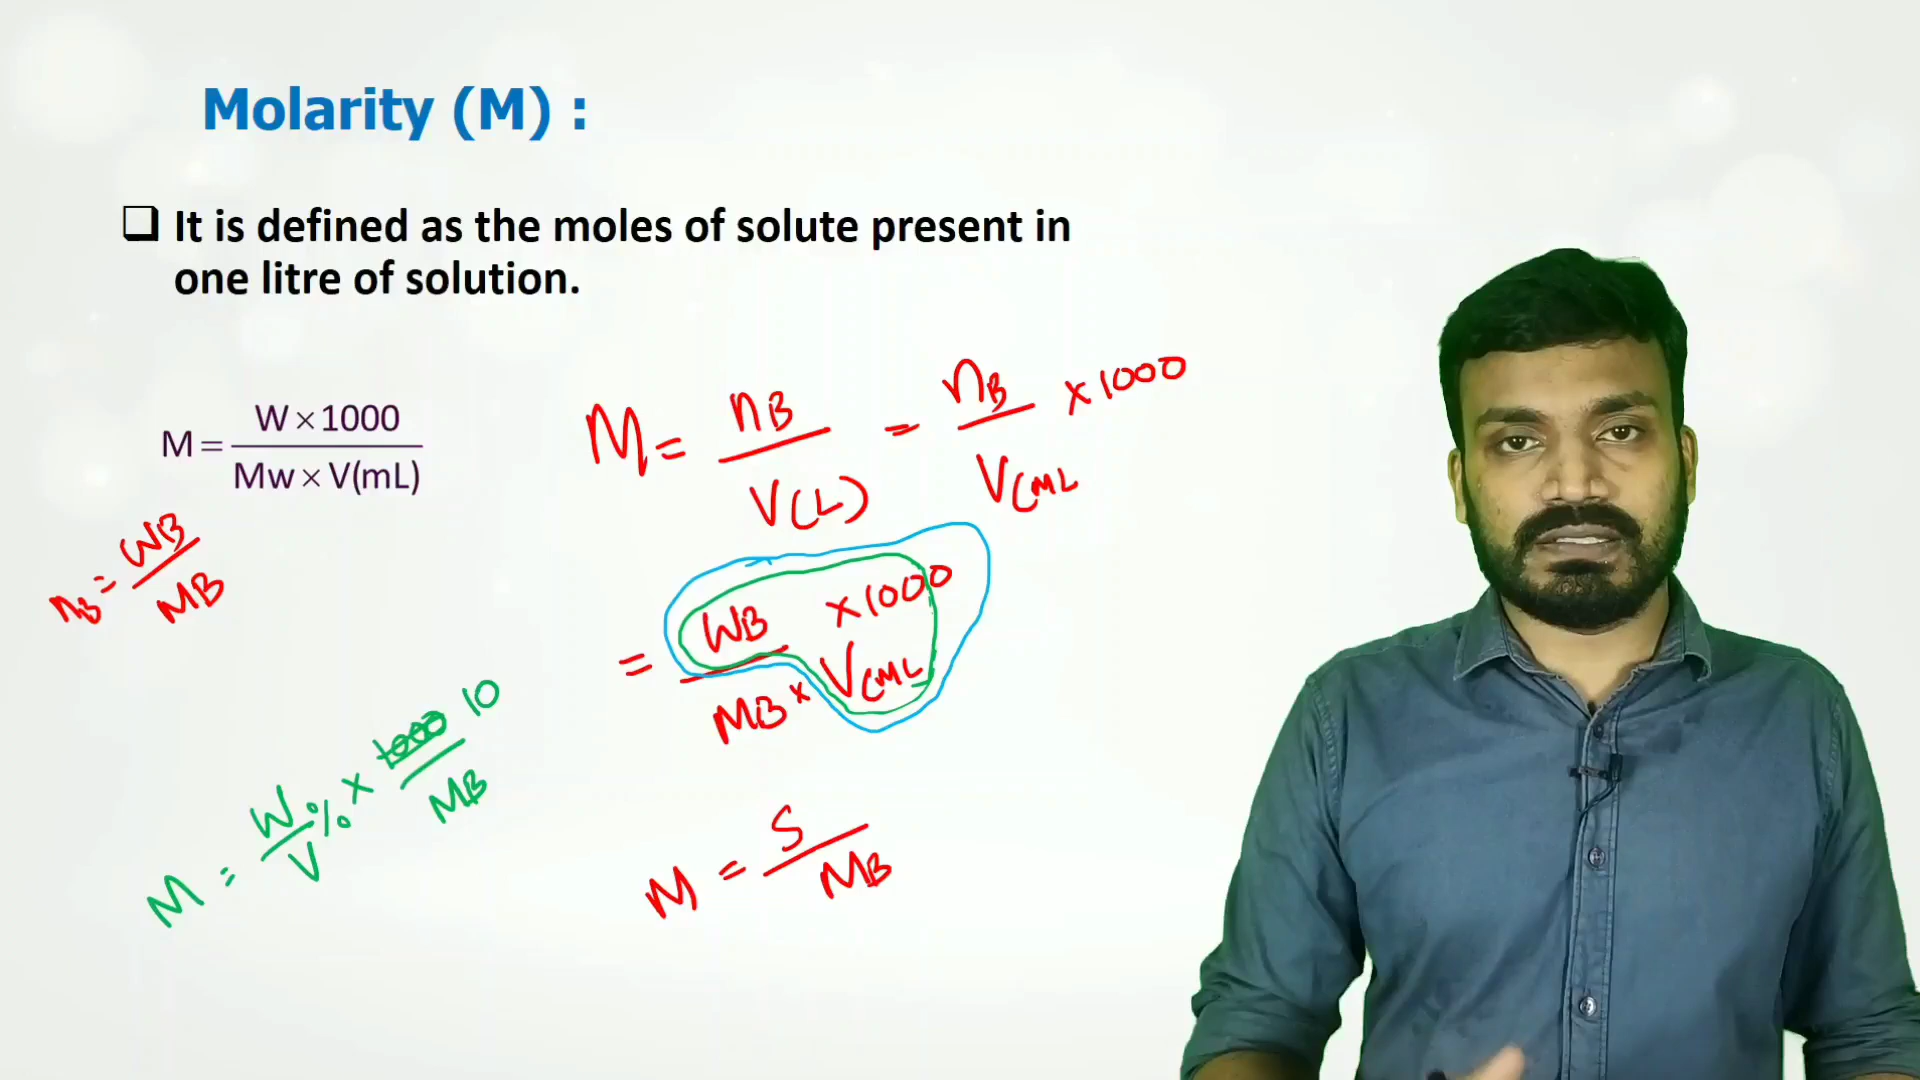 Molarity (M) :
❑ It is defined as the moles of solute present in
one litre of solution.
M = W × 1000 / Mw × V(mL)
nB = WB / MB
M = nB / V(L) = nB / V(ML × 1000
= WB × 1000 / MB × V(ML
M = W/V % × 1000 10 / MB
M = S / MB